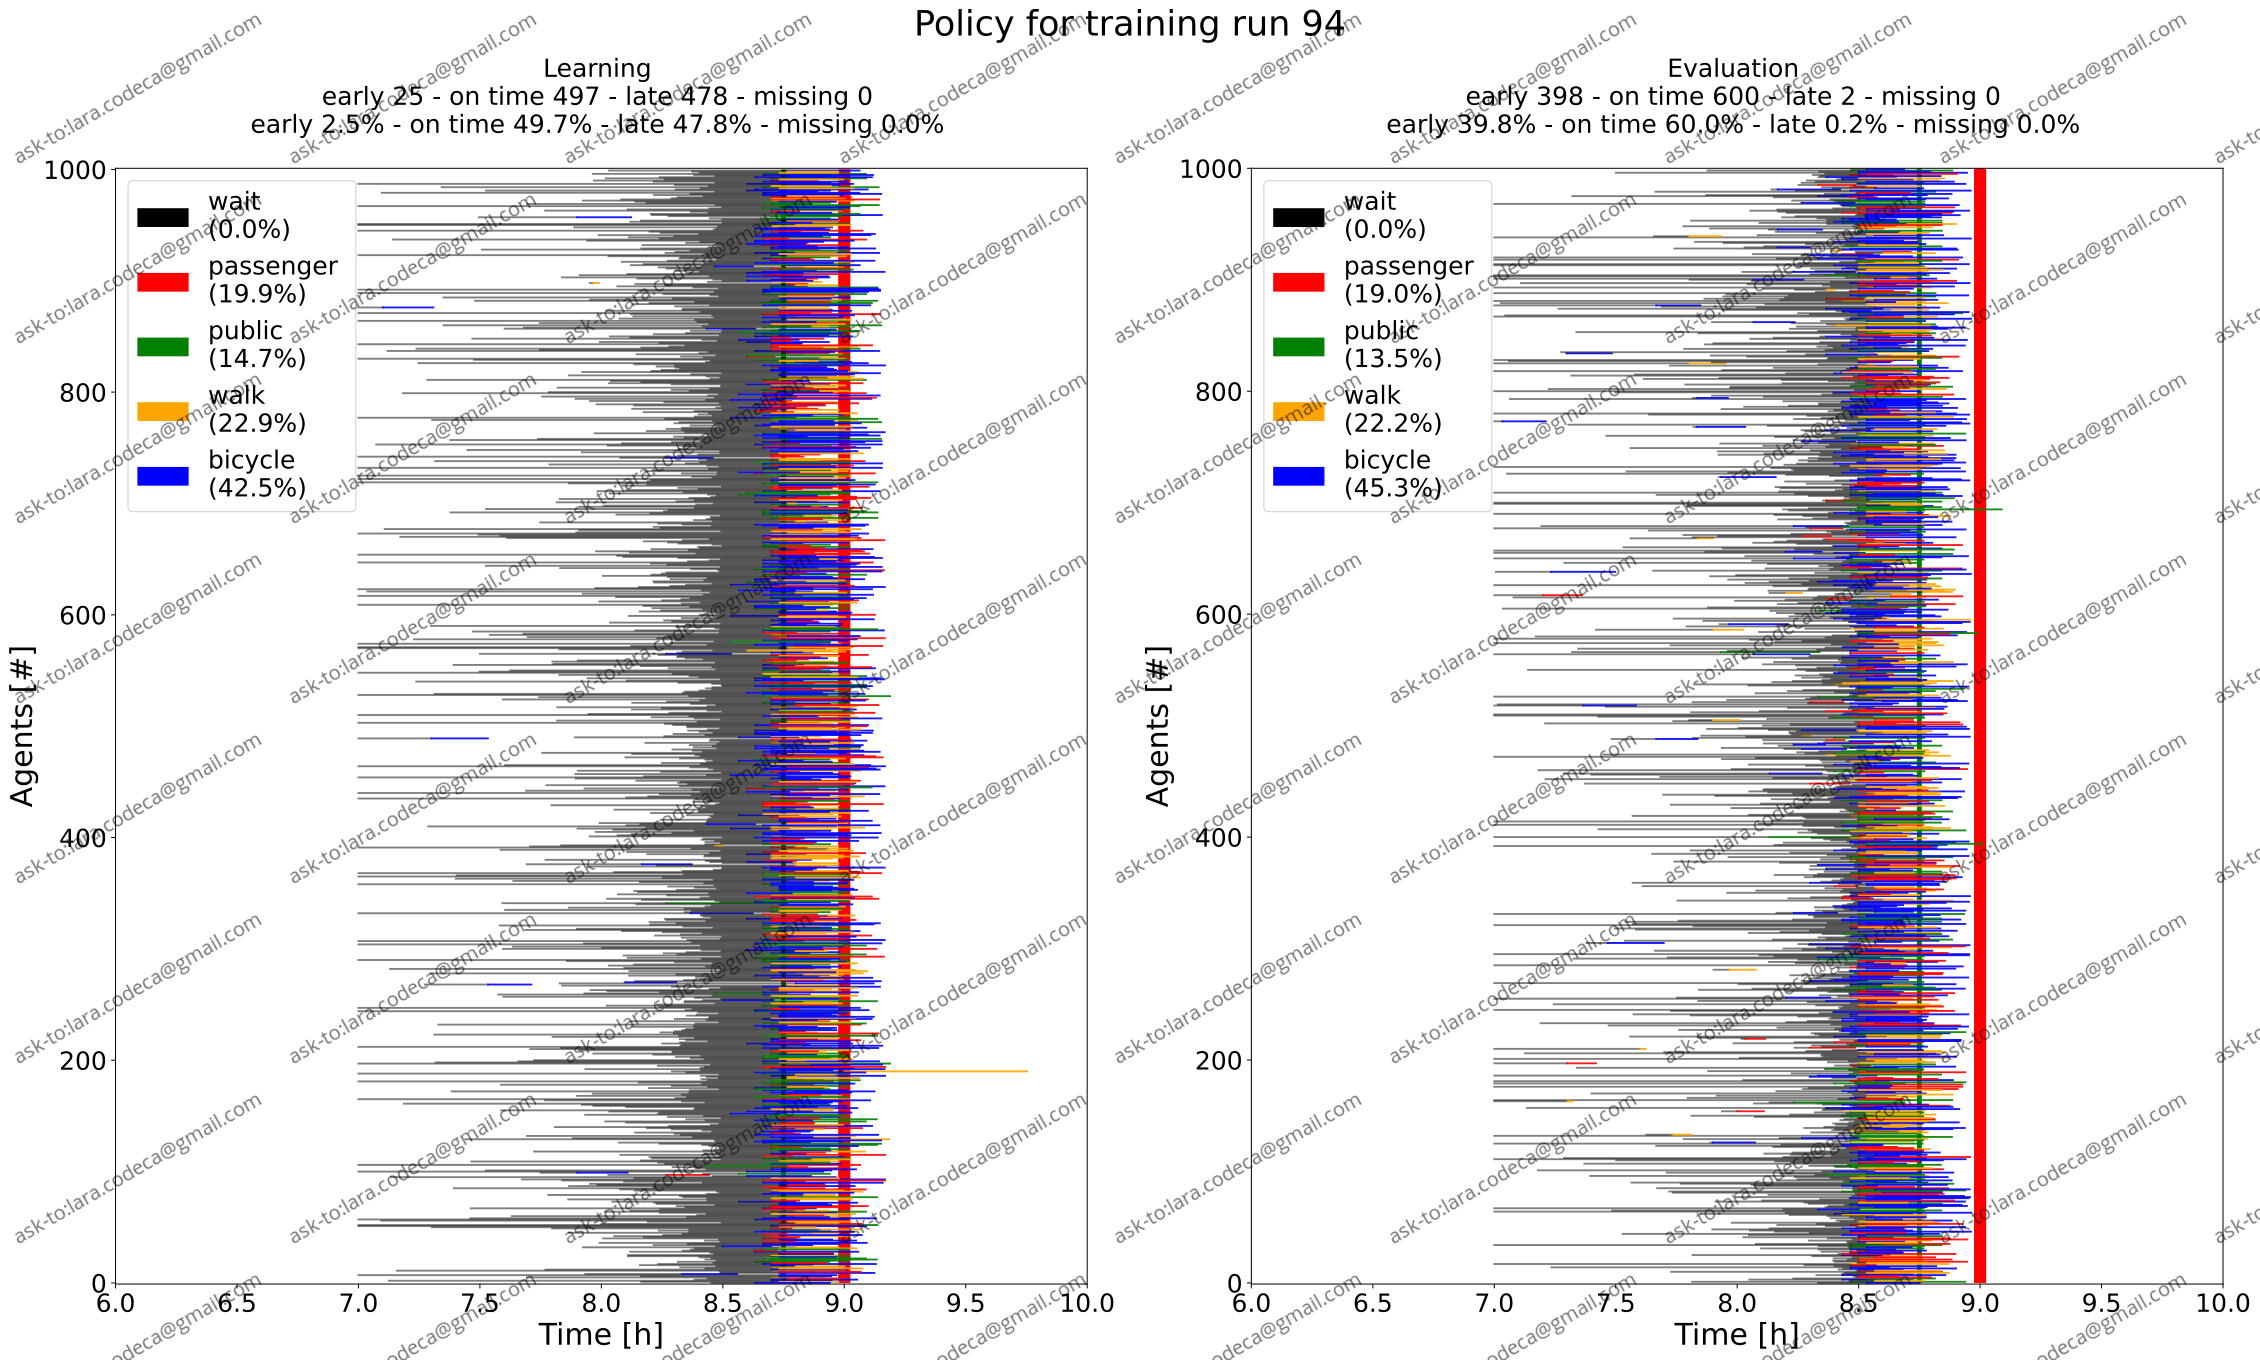 Policy for training run 94
Learning
early 25 - on time 497 - late 478 - missing 0
early 2.5% - on time 49.7% - late 47.8% - missing 0.0%
wait
(0.0%)
passenger
(19.9%)
public
(14.7%)
walk
(22.9%)
bicycle
(42.5%)
1000
800
600
400
200
0
Agents [#]
6.0 6.5 7.0 7.5 8.0 8.5 9.0 9.5 10.0
Time [h]
Evaluation
early 398 - on time 600 - late 2 - missing 0
early 39.8% - on time 60.0% - late 0.2% - missing 0.0%
wait
(0.0%)
passenger
(19.0%)
public
(13.5%)
walk
(22.2%)
bicycle
(45.3%)
1000
800
600
400
200
0
Agents [#]
6.0 6.5 7.0 7.5 8.0 8.5 9.0 9.5 10.0
Time [h]
ask-to:lara.codeca@gmail.com